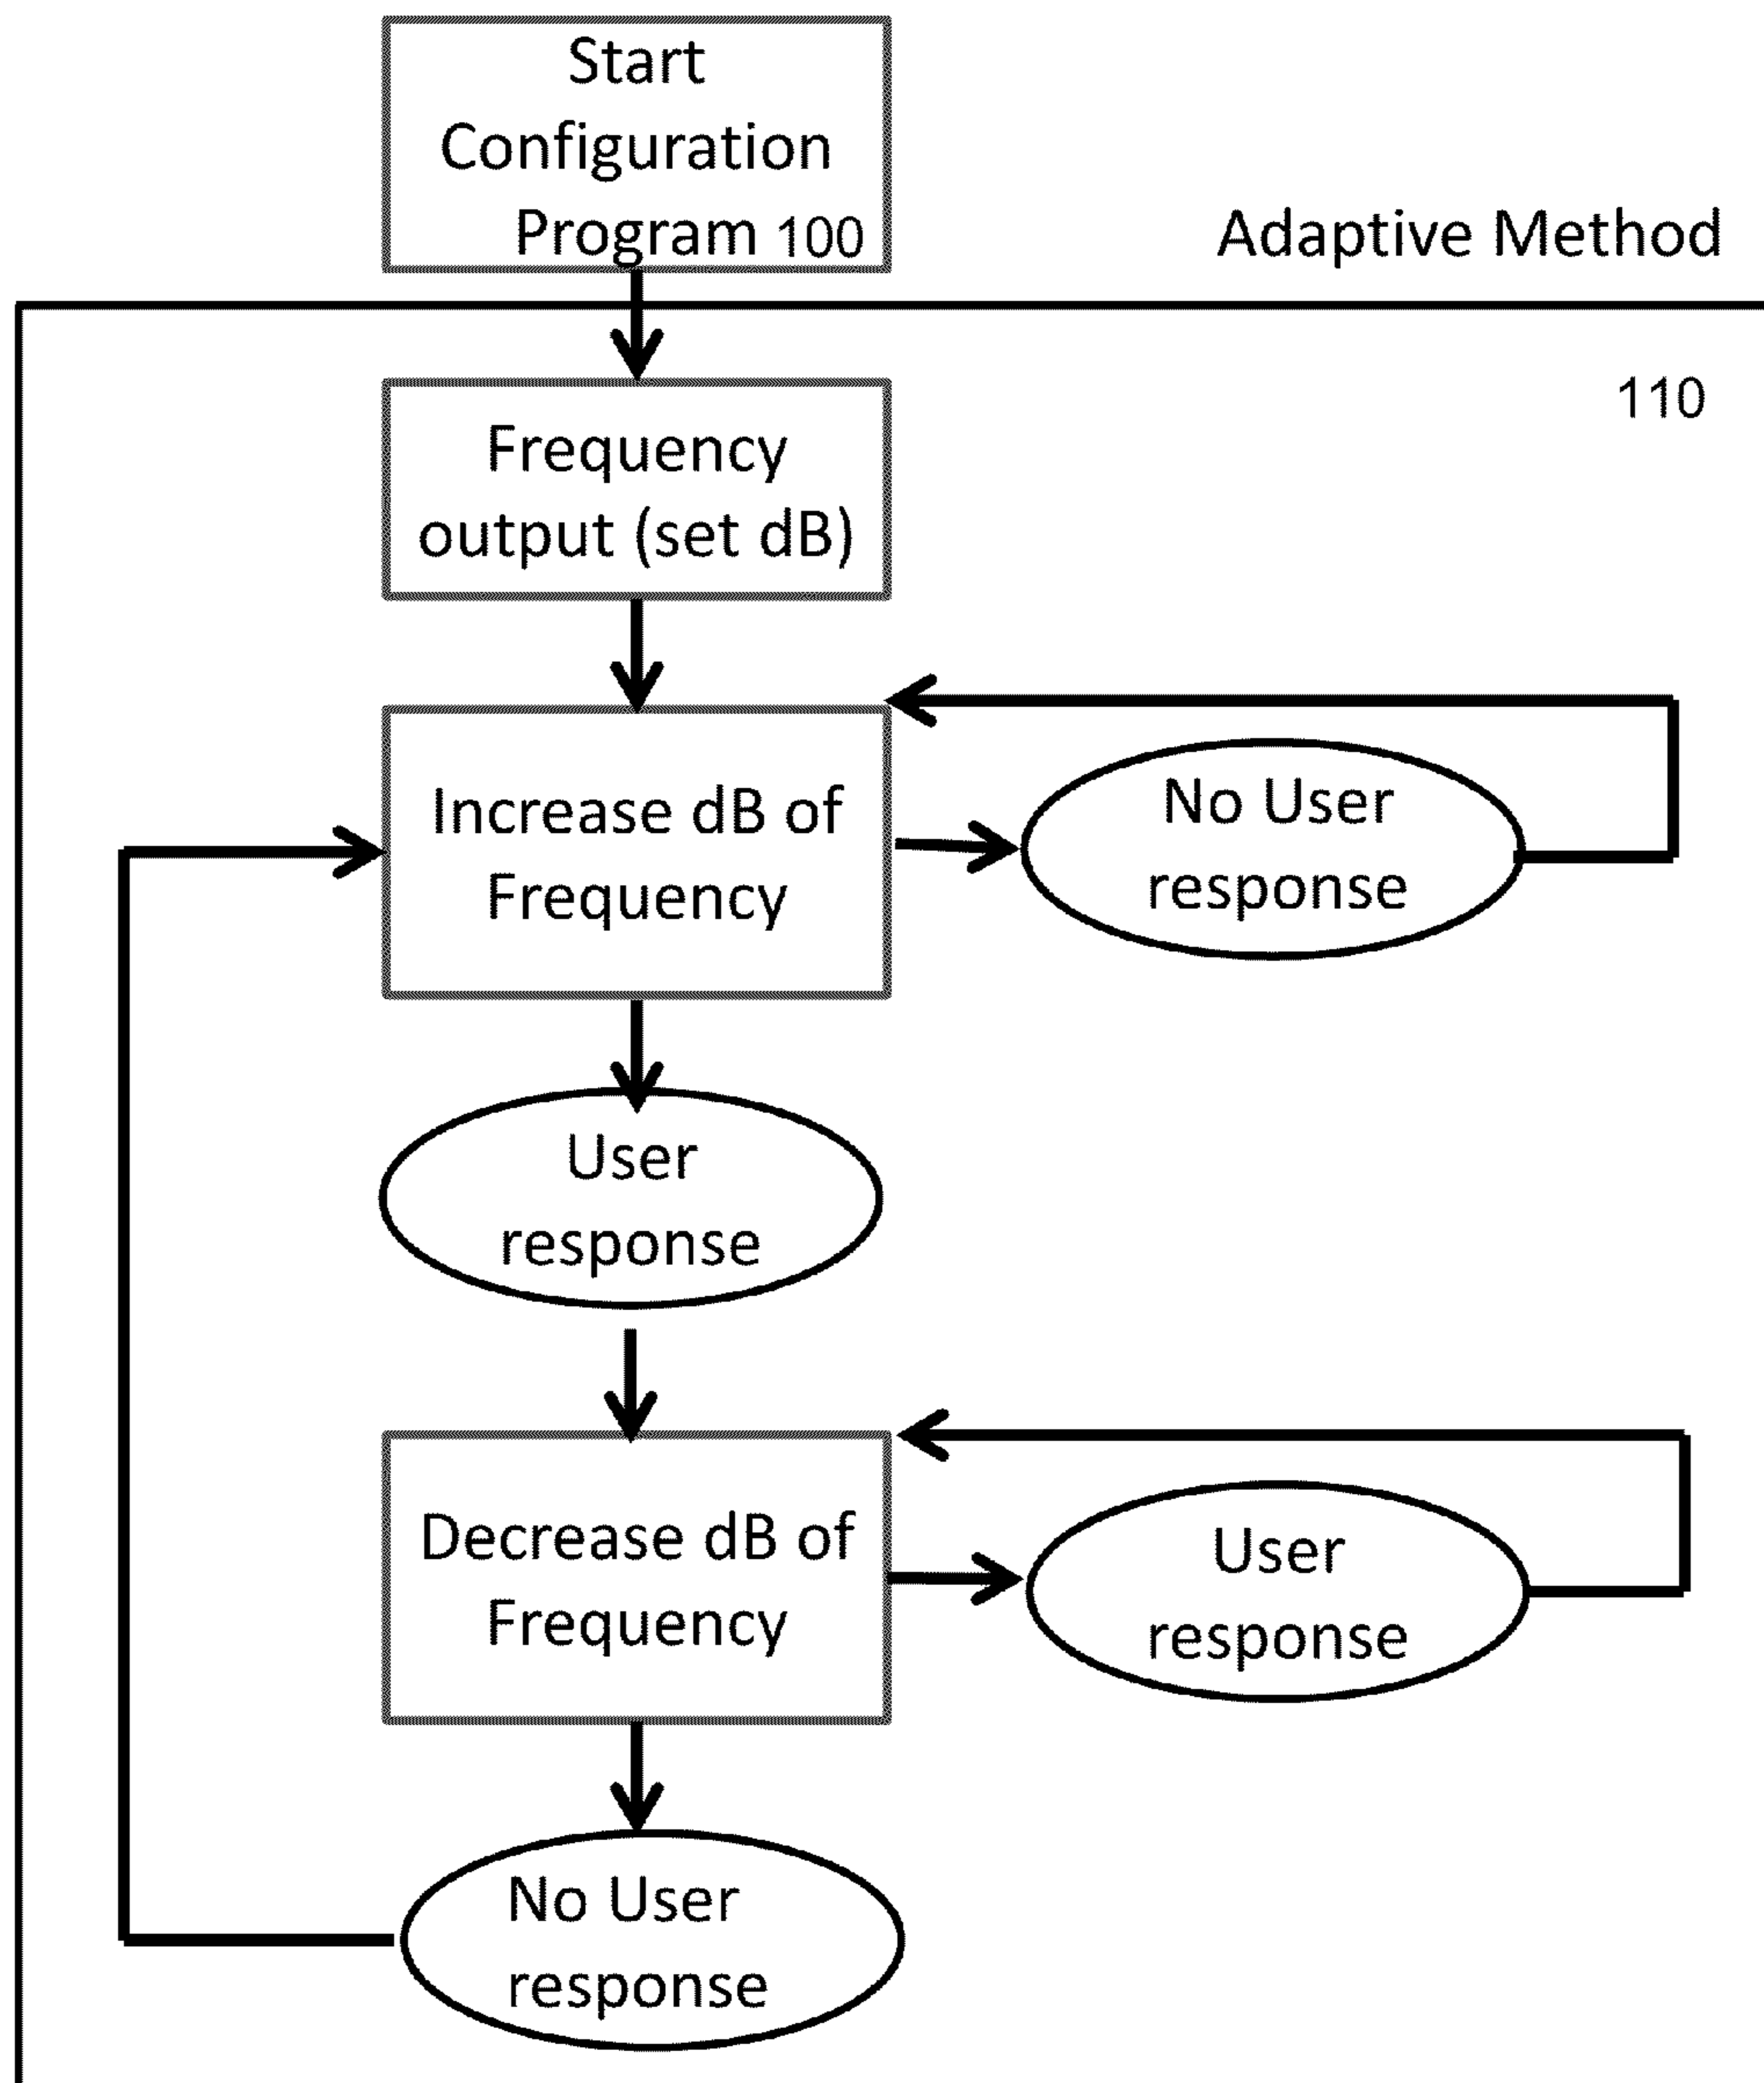 Start
Configuration
Program 100
Adaptive Method
110
Frequency
output (set dB)
Increase dB of
Frequency
No User
response
User
response
Decrease dB of
Frequency
User
response
No User
response